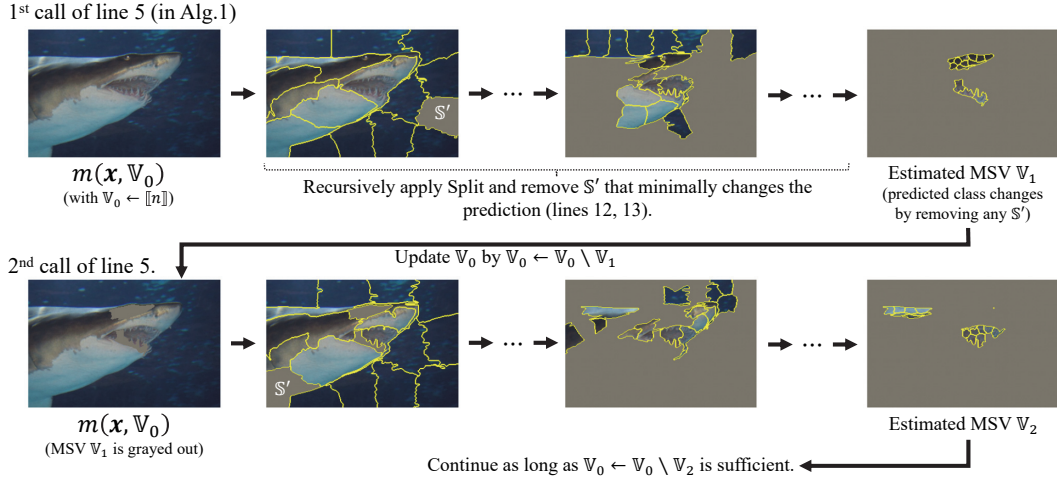 1st call of line 5 (in Alg.1)
𝕊′
...
...
m(x, 𝕍0)
(with 𝕍0 ← ⟦n⟧)
Recursively apply Split and remove 𝕊′ that minimally changes the
prediction (lines 12, 13).
Estimated MSV 𝕍1
(predicted class changes
by removing any 𝕊′)
Update 𝕍0 by 𝕍0 ← 𝕍0 \ 𝕍1
2nd call of line 5.
𝕊′
...
...
m(x, 𝕍0)
(MSV 𝕍1 is grayed out)
Estimated MSV 𝕍2
Continue as long as 𝕍0 ← 𝕍0 \ 𝕍2 is sufficient.